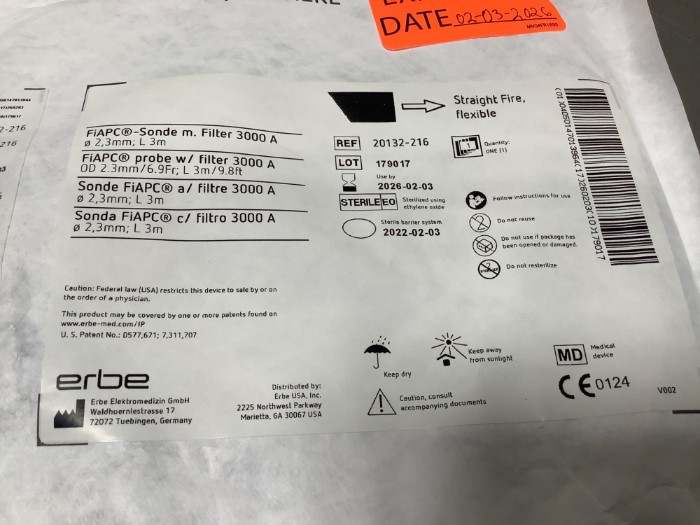 DATE 02-03-2026
2-216
216
FiAPC®-Sonde m. Filter 3000 A
ø 2,3mm; L 3m
FiAPC® probe w/ filter 3000 A
OD 2.3mm/6.9Fr; L 3m/9.8ft
Sonde FiAPC® a/ filtre 3000 A
ø 2,3mm; L 3m
Sonda FiAPC® c/ filtro 3000 A
ø 2,3mm; L 3m
Straight Fire,
flexible
REF 20132-216
LOT 179017
Use by
2026-02-03
STERILE EO Sterilized using
ethylene oxide
Sterile barrier system
2022-02-03
1
Quantity:
ONE (1)
Follow instructions for use
2
Do not reuse
Do not use if package has
been opened or damaged.
Do not resterilize
Caution: Federal law (USA) restricts this device to sale by or on
the order of a physician.
This product may be covered by one or more patents found on
www.erbe-med.com/IP
U. S. Patent No.: D577,671; 7,311,707
erbe
Erbe Elektromedizin GmbH
Waldhoernlestrasse 17
72072 Tuebingen, Germany
Distributed by:
Erbe USA, Inc.
2225 Northwest Parkway
Marietta, GA 30067 USA
Keep dry
Keep away
from sunlight
Caution, consult
accompanying documents
MD Medical
device
CE 0124
V002